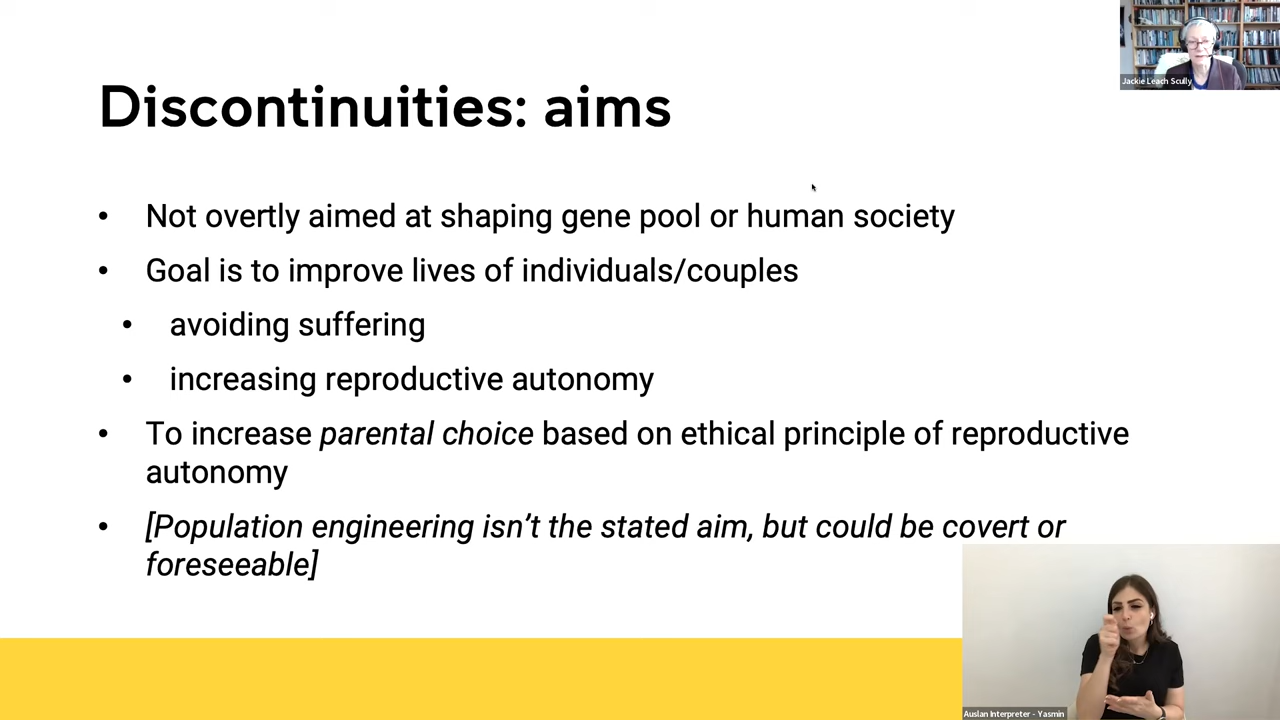 Jackie Leach Scully
Discontinuities: aims
• Not overtly aimed at shaping gene pool or human society
• Goal is to improve lives of individuals/couples
• avoiding suffering
• increasing reproductive autonomy
• To increase parental choice based on ethical principle of reproductive
autonomy
• [Population engineering isn’t the stated aim, but could be covert or
foreseeable]
Auslan Interpreter - Yasmin